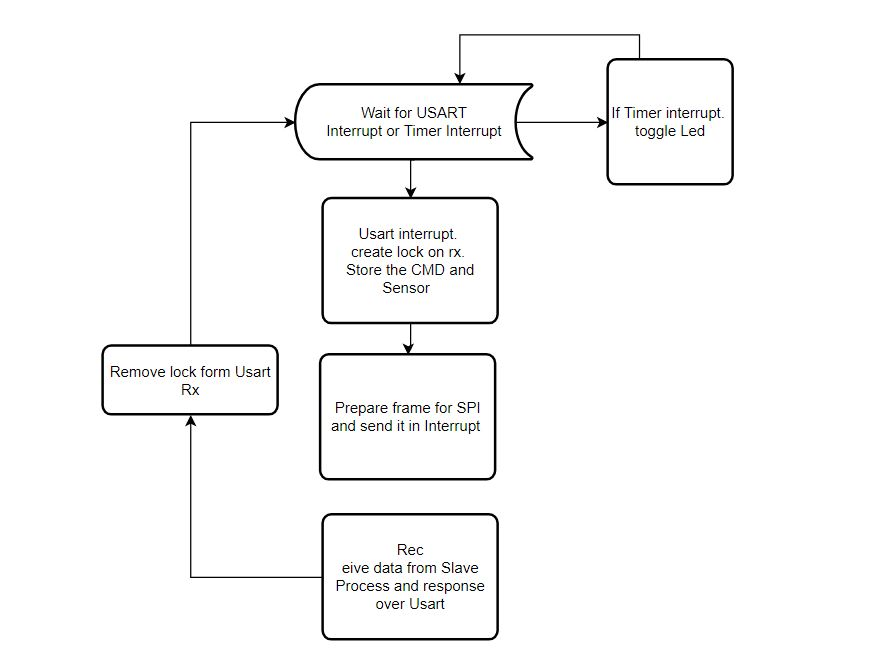 Wait for USART
Interrupt or Timer Interrupt
If Timer interrupt.
toggle Led
Usart interrupt.
create lock on rx.
Store the CMD and
Sensor
Remove lock form Usart
Rx
Prepare frame for SPI
and send it in Interrupt
Rec
eive data from Slave
Process and response
over Usart